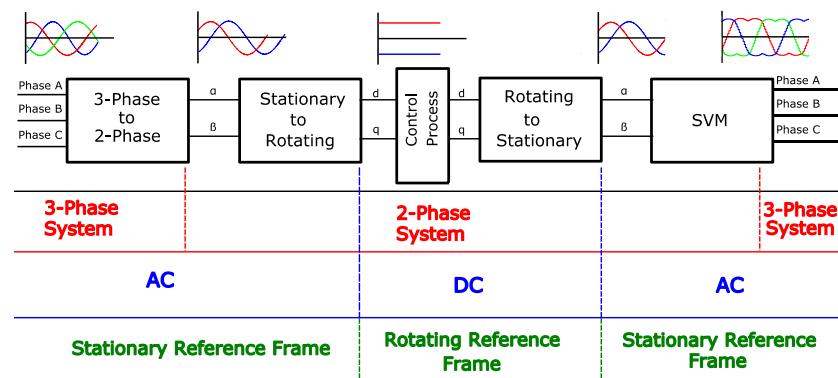 Phase A
Phase B
Phase C
3-Phase
to
2-Phase
α
ß
Stationary
to
Rotating
d
q
Control
Process
d
q
Rotating
to
Stationary
α
ß
SVM
Phase A
Phase B
Phase C
3-Phase
System
2-Phase
System
3-Phase
System
AC
DC
AC
Stationary Reference Frame
Rotating Reference
Frame
Stationary Reference
Frame